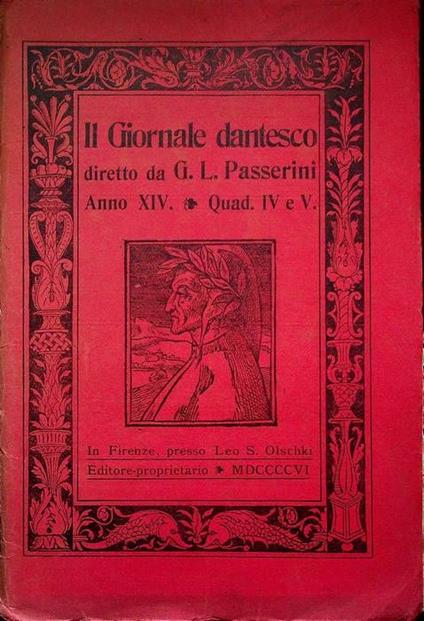 Il Giornale dantesco
diretto da G. L. Passerini
Anno XIV. ❧ Quad. IV e V.
In Firenze, presso Leo S. Olschki
Editore-proprietario ❧ MDCCCCVI